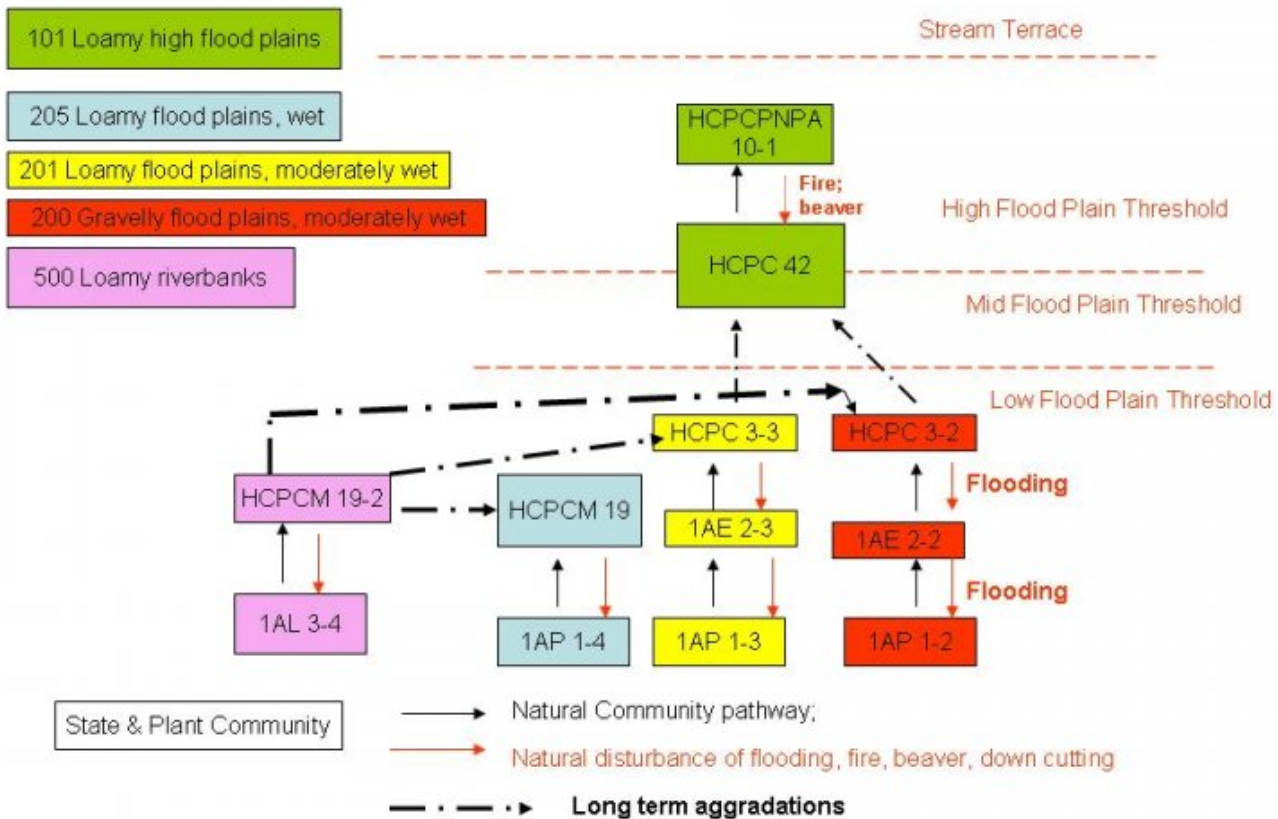 101 Loamy high flood plains
205 Loamy flood plains, wet
201 Loamy flood plains, moderately wet
200 Gravelly flood plains, moderately wet
500 Loamy riverbanks
Stream Terrace
HCPCPNPA
10-1
Fire;
beaver
High Flood Plain Threshold
HCPC 42
Mid Flood Plain Threshold
Low Flood Plain Threshold
HCPC 3-3
HCPC 3-2
HCPCM 19-2
HCPCM 19
Flooding
1AE 2-3
1AE 2-2
Flooding
1AL 3-4
1AP 1-4
1AP 1-3
1AP 1-2
State & Plant Community
Natural Community pathway;
Natural disturbance of flooding, fire, beaver, down cutting
Long term aggradations